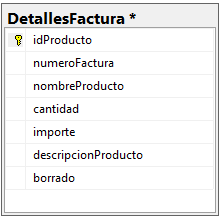 DetallesFactura *
idProducto
numeroFactura
nombreProducto
cantidad
importe
descripcionProducto
borrado